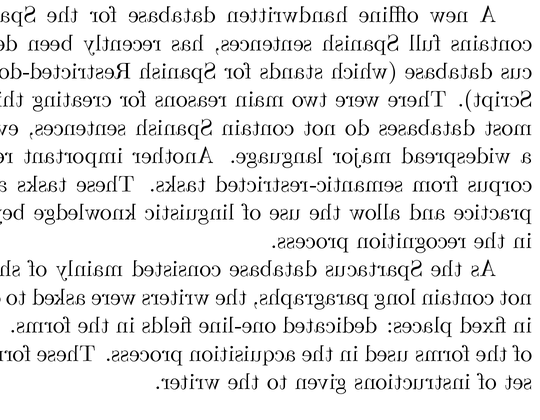 A new offline handwritten database for the Spa
contains full Spanish sentences, has recently been de
cus database (which stands for Spanish Restricted-do
Script). There were two main reasons for creating thi
most databases do not contain Spanish sentences, ev
a widespread major language. Another important re
corpus from semantic-restricted tasks. These tasks a
practice and allow the use of linguistic knowledge bey
in the recognition process.
As the Spartacus database consisted mainly of sh
not contain long paragraphs, the writers were asked to c
in fixed places: dedicated one-line fields in the forms.
of the forms used in the acquisition process. These for
set of instructions given to the writer.